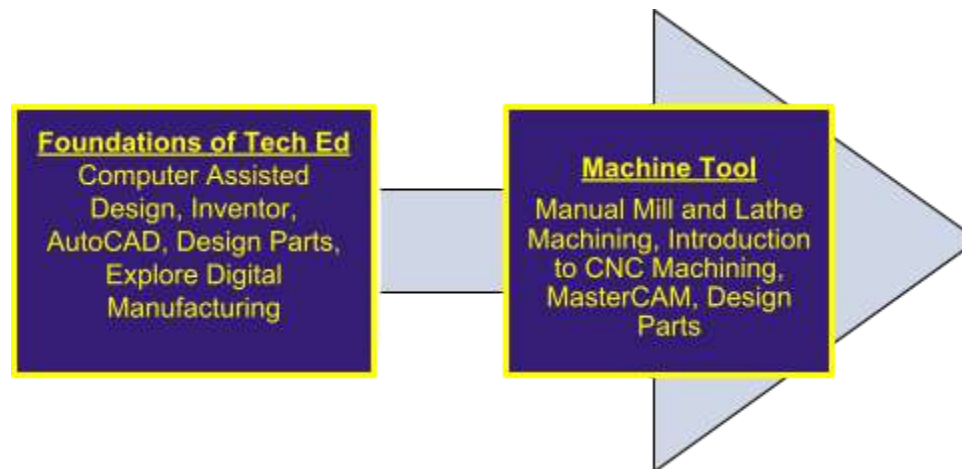 Foundations of Tech Ed
Computer Assisted
Design, Inventor,
AutoCAD, Design Parts,
Explore Digital
Manufacturing
Machine Tool
Manual Mill and Lathe
Machining, Introduction
to CNC Machining,
MasterCAM, Design
Parts